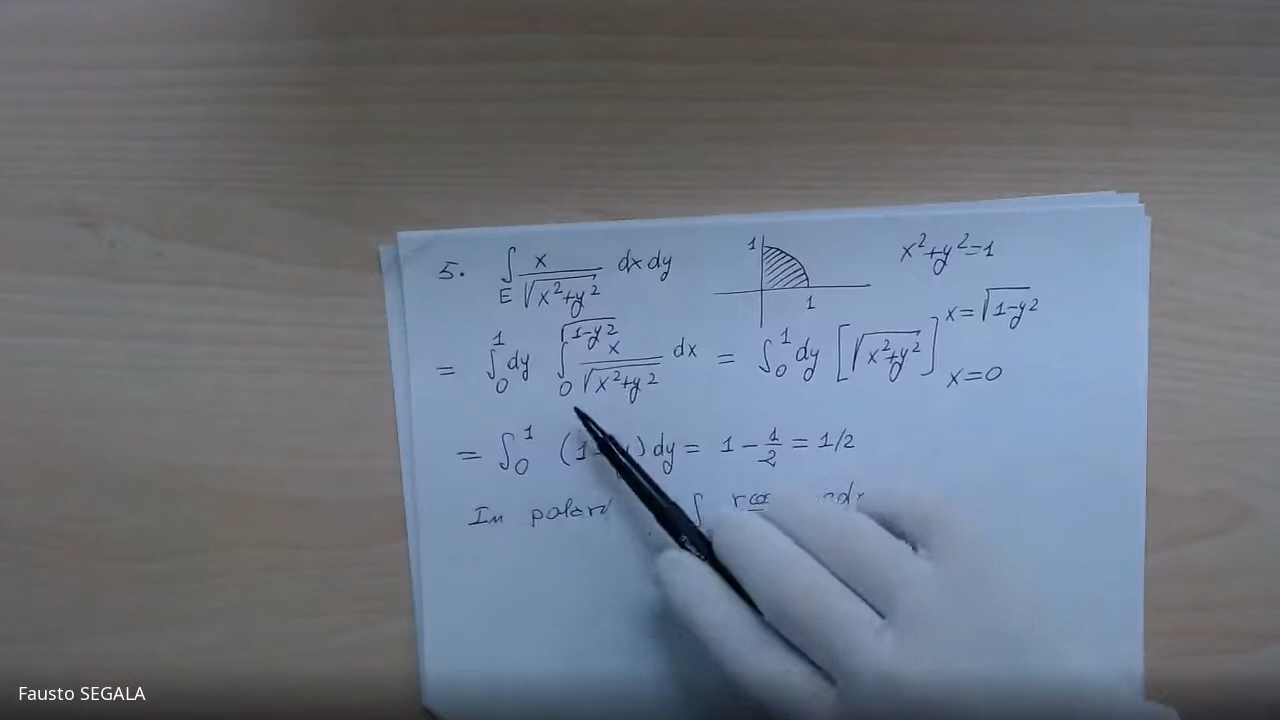 5. ∫_E x/√(x²+y²) dx dy 1 1 x²+y²=1
= ∫_0^1 dy ∫_0^√(1-y²) x/√(x²+y²) dx = ∫_0^1 dy [√(x²+y²)]_{x=0}^{x=√(1-y²)}
= ∫_0^1 (1 y) dy = 1 - 1/2 = 1/2
In ∫
Fausto SEGALA